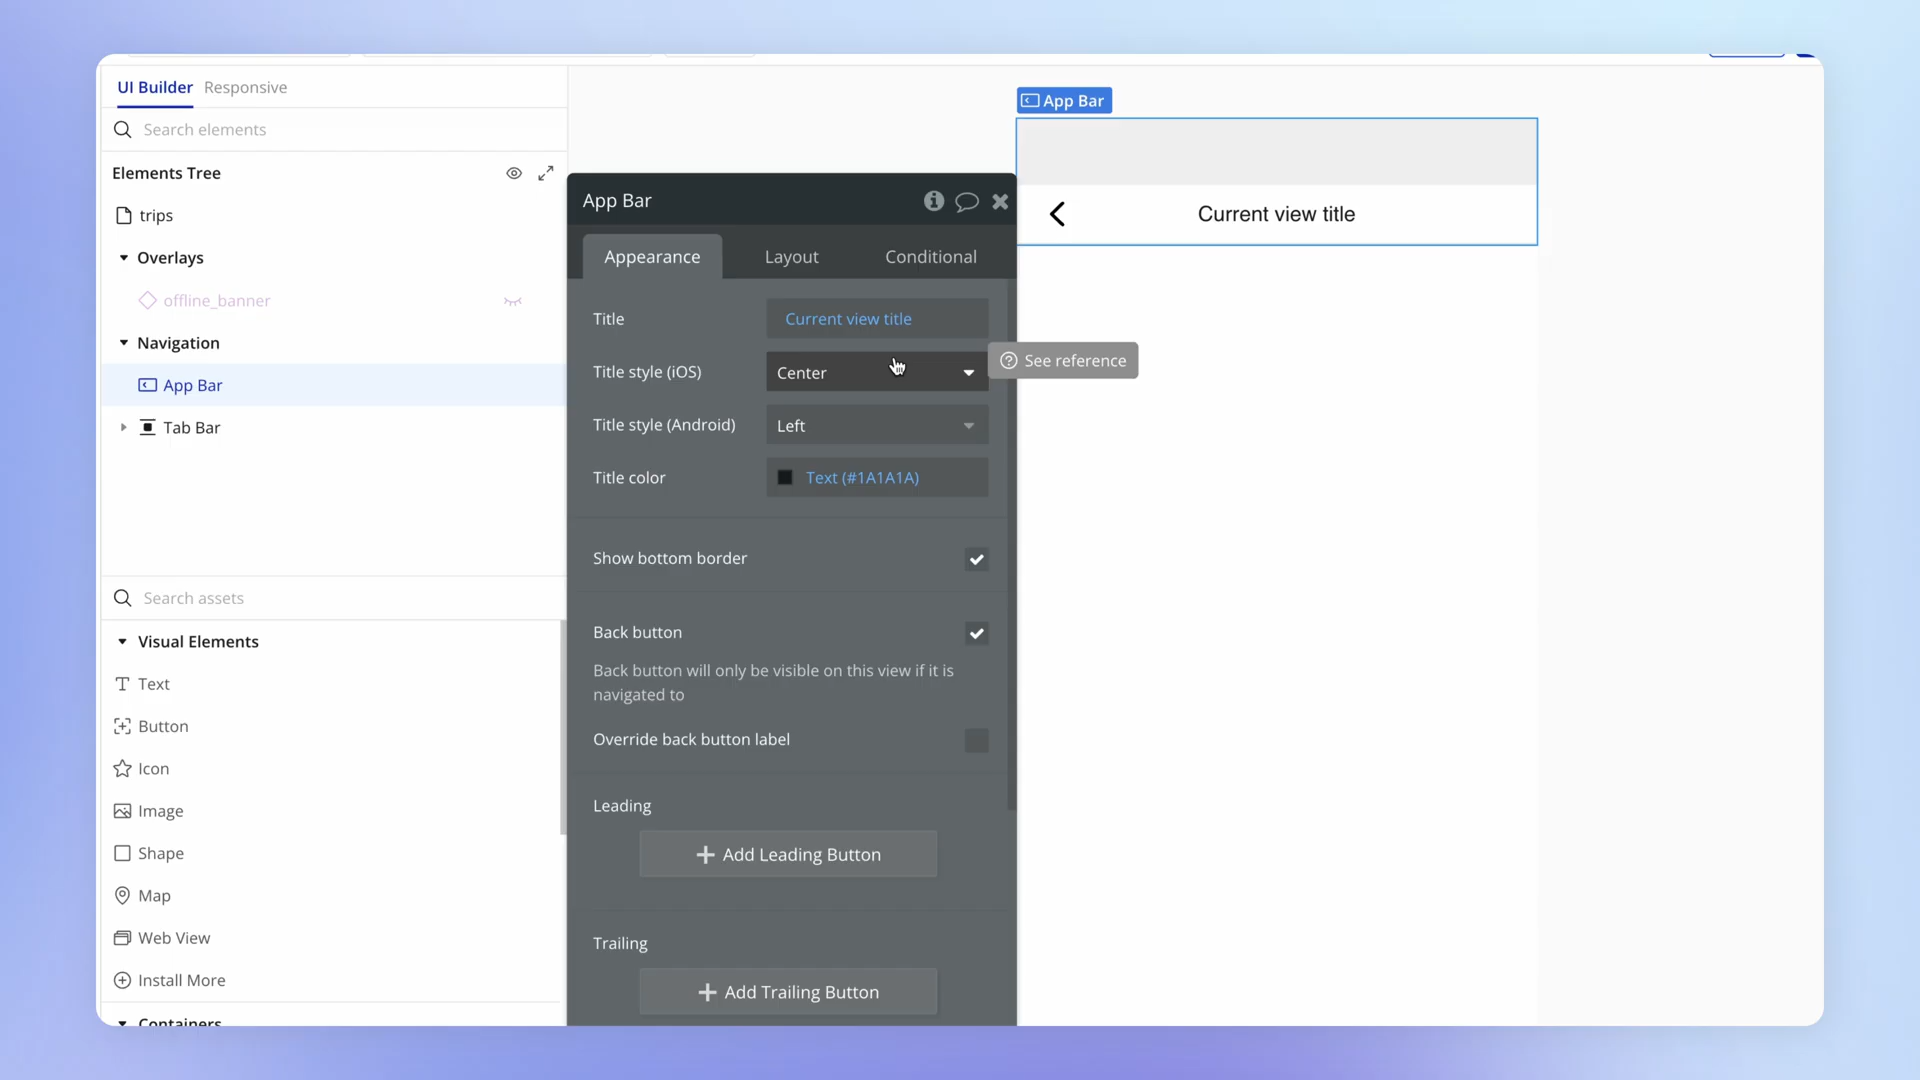 UI Builder Responsive
Search elements
Elements Tree
trips
Overlays
offline_banner
Navigation
App Bar
Tab Bar
Search assets
Visual Elements
Text
Button
Icon
Image
Shape
Map
Web View
Install More
Containers
App Bar
Appearance Layout Conditional
Title Current view title
Title style (iOS) Center
Title style (Android) Left
Title color Text (#1A1A1A)
Show bottom border
Back button
Back button will only be visible on this view if it is
navigated to
Override back button label
Leading
Add Leading Button
Trailing
Add Trailing Button
See reference
App Bar
Current view title